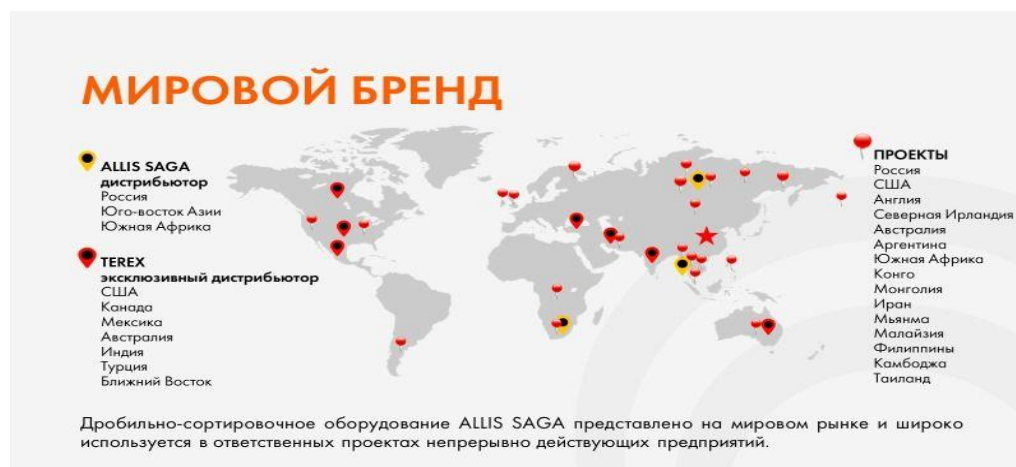 МИРОВОЙ БРЕНД
ALLIS SAGA
дистрибьютор
Россия
Юго-восток Азии
Южная Африка
TEREX
эксклюзивный дистрибьютор
США
Канада
Мексика
Австралия
Индия
Турция
Ближний Восток
ПРОЕКТЫ
Россия
США
Англия
Северная Ирландия
Австралия
Аргентина
Южная Африка
Конго
Монголия
Иран
Мьянма
Малайзия
Филиппины
Камбоджа
Таиланд
Дробильно-сортировочное оборудование ALLIS SAGA представлено на мировом рынке и широко
используется в ответственных проектах непрерывно действующих предприятий.